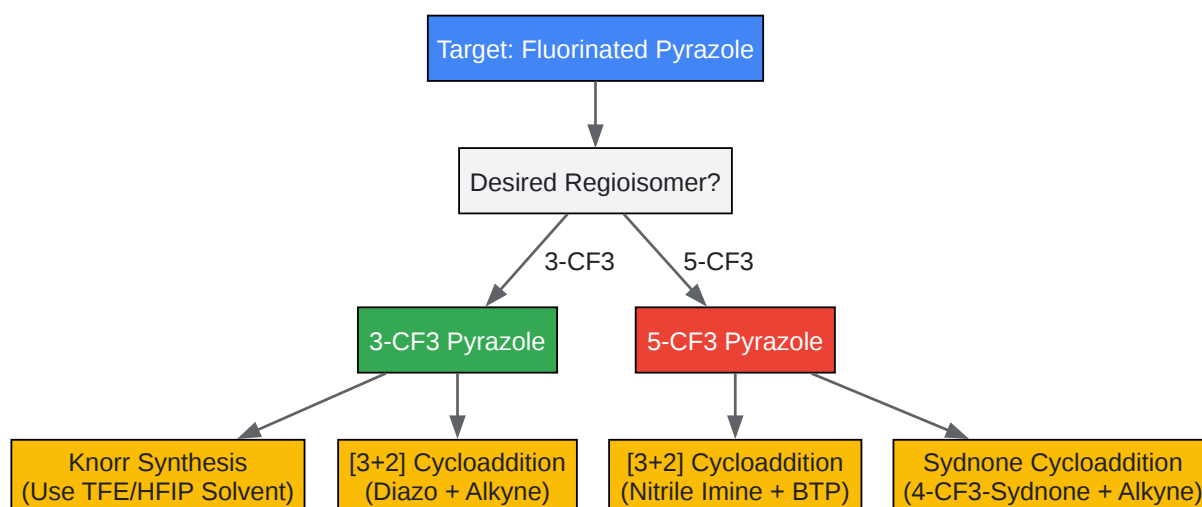 Target: Fluorinated Pyrazole
Desired Regioisomer?
3-CF3
5-CF3
3-CF3 Pyrazole
5-CF3 Pyrazole
Knorr Synthesis
(Use TFE/HFIP Solvent)
[3+2] Cycloaddition
(Diazo + Alkyne)
[3+2] Cycloaddition
(Nitrile Imine + BTP)
Sydnone Cycloaddition
(4-CF3-Sydnone + Alkyne)